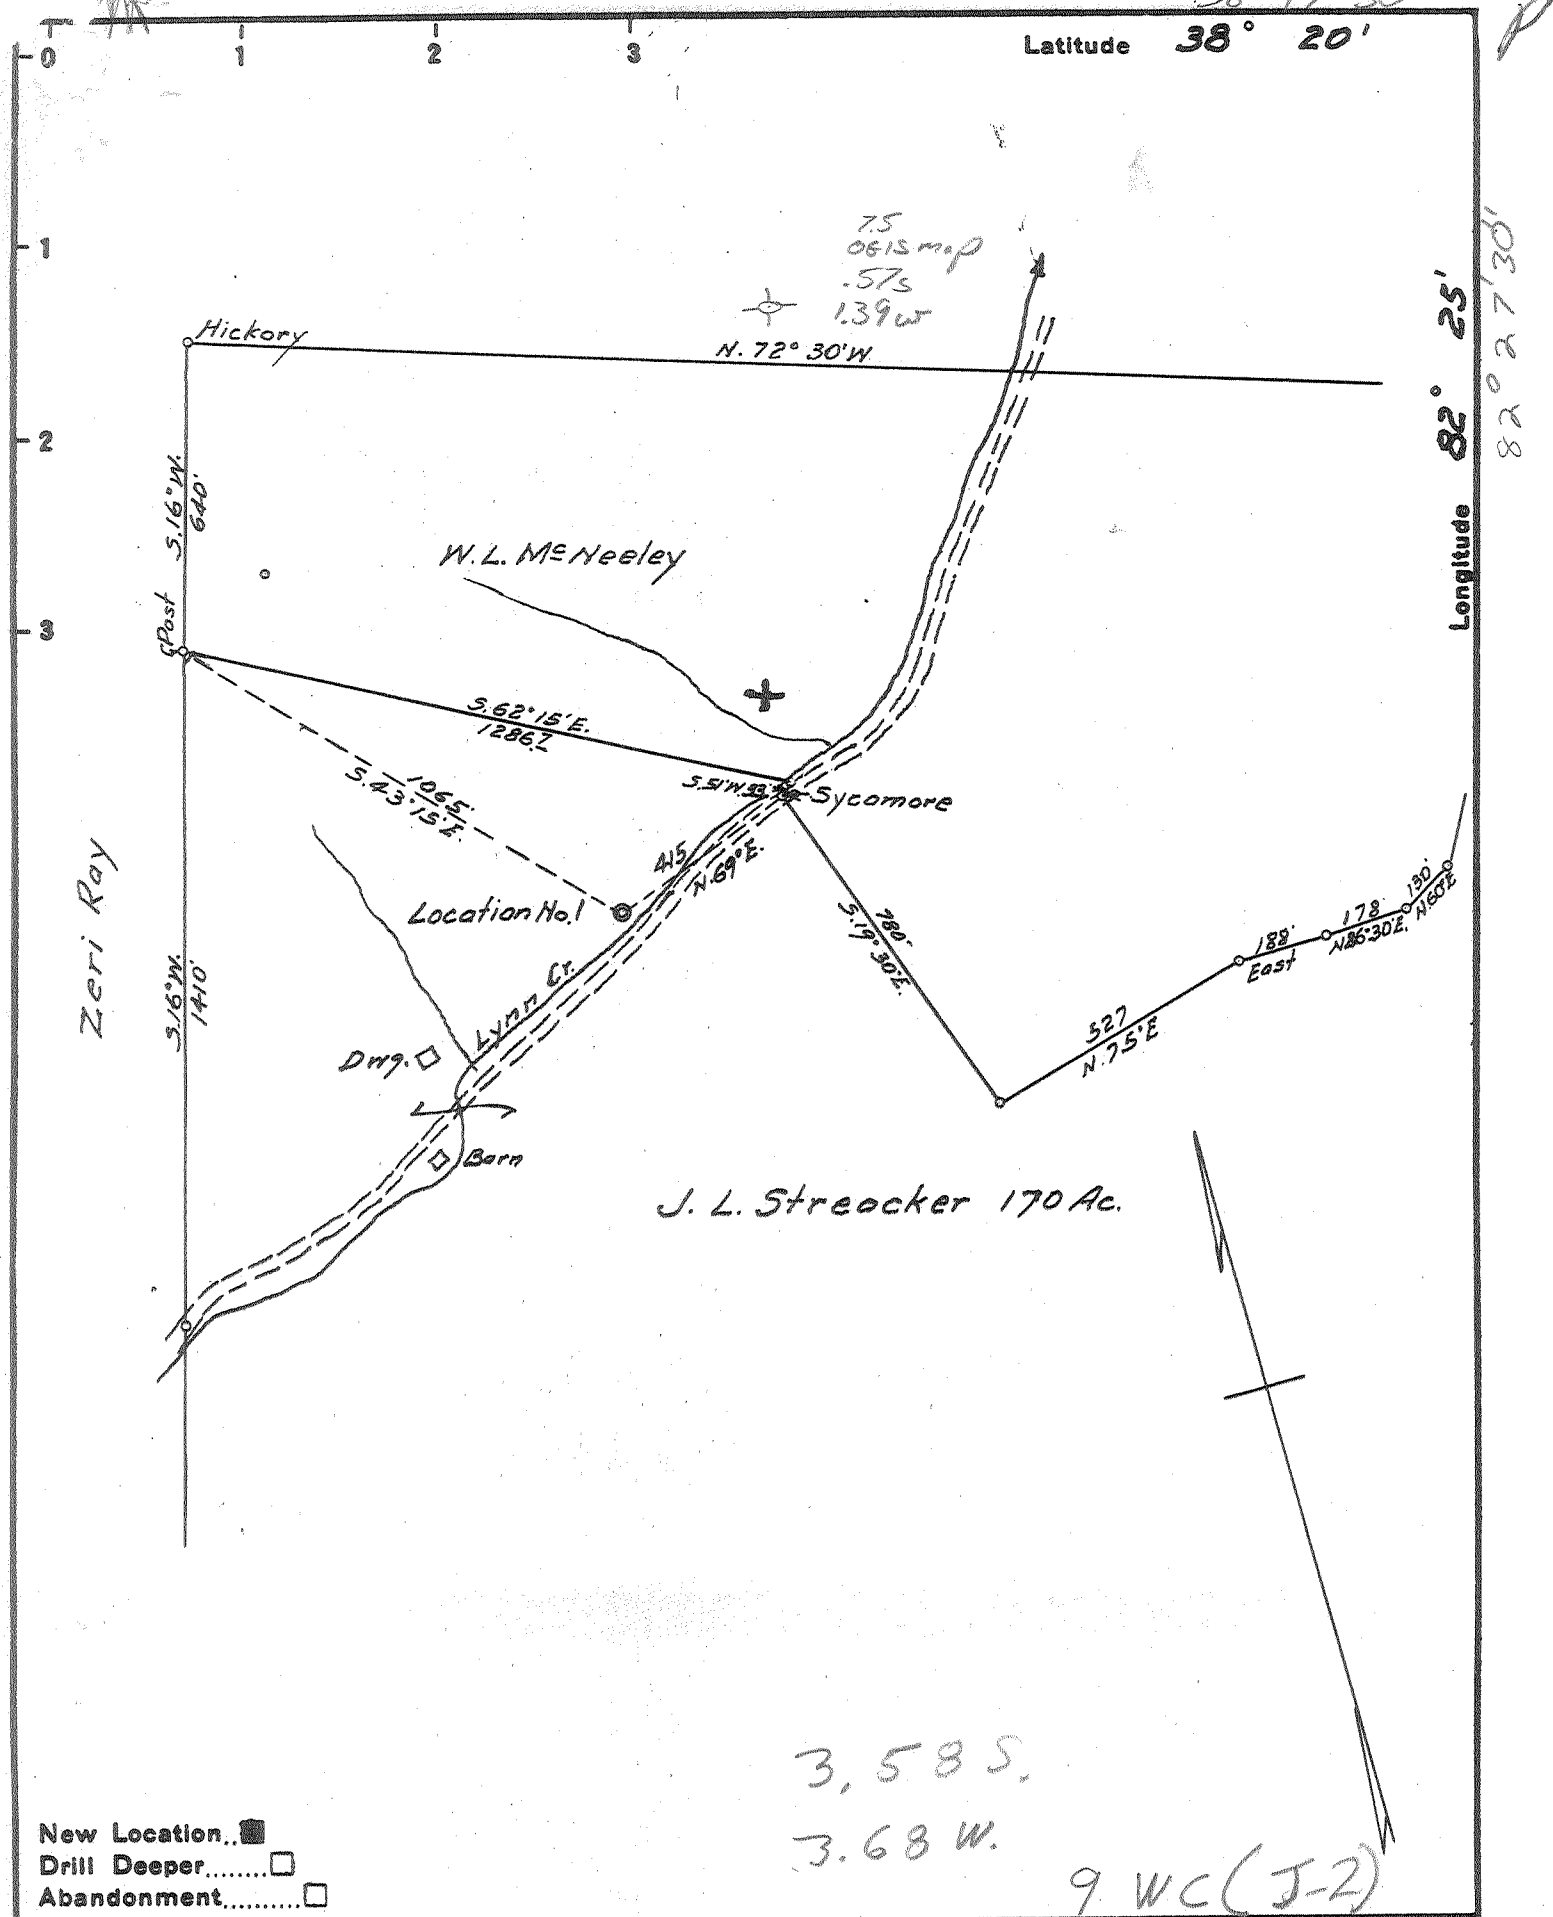 0
1
2
3
Latitude 38° 20'
1
2
3
7.5
.57s
1.39w
Longitude 82° 25'
82° 27' 30"
Hickory
N. 72° 30' W.
S. 16° W.
640'
W. L. McNeeley
Post
S. 62° 15' E.
1286.7
1065'
S. 43° 15' E.
Sycamore
415
N. 69° E.
Location No. 1
Zeri Ray
S. 16° W.
1410'
Lynn Cr.
Dwg.
Barn
780'
S. 19° 30' E.
527
N. 75° E
188'
East
178'
N 86° 30' E.
130'
N. 60° E
J. L. Streocker 170 Ac.
3.58 S.
3.68 W.
9 WC (J-2)
New Location..
Drill Deeper........
Abandonment..........